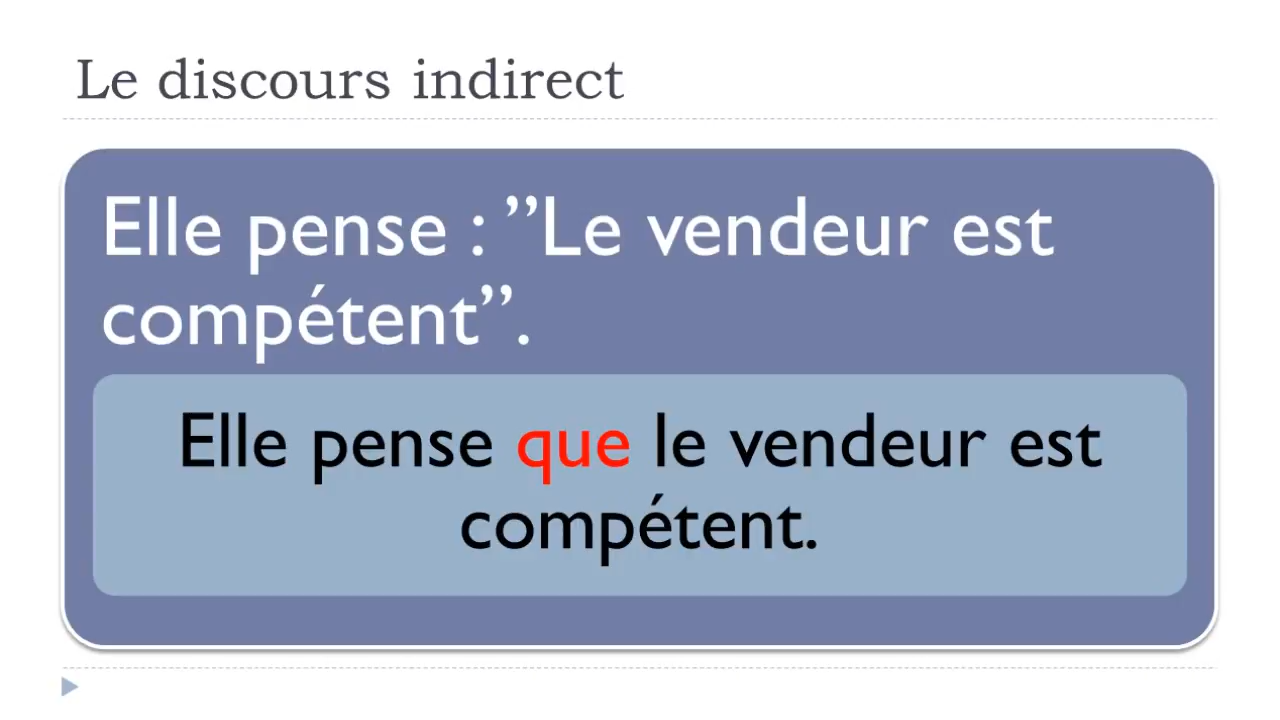 Le discours indirect
Elle pense : ”Le vendeur est
compétent”.
Elle pense que le vendeur est
compétent.